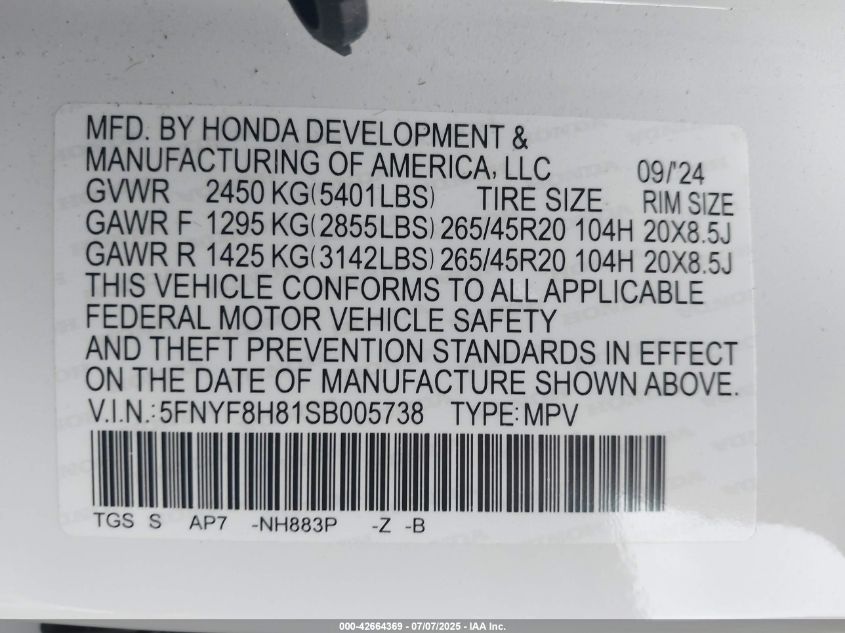 MFD. BY HONDA DEVELOPMENT &
MANUFACTURING OF AMERICA, LLC 09/'24
GVWR 2450 KG(5401LBS) TIRE SIZE RIM SIZE
GAWR F 1295 KG(2855LBS) 265/45R20 104H 20X8.5J
GAWR R 1425 KG(3142LBS) 265/45R20 104H 20X8.5J
THIS VEHICLE CONFORMS TO ALL APPLICABLE
FEDERAL MOTOR VEHICLE SAFETY
AND THEFT PREVENTION STANDARDS IN EFFECT
ON THE DATE OF MANUFACTURE SHOWN ABOVE.
V.I.N.:5FNYF8H81SB005738 TYPE:MPV
TGS S AP7 -NH883P -Z -B
000-42664369 - 07/07/2025 - IAA Inc.